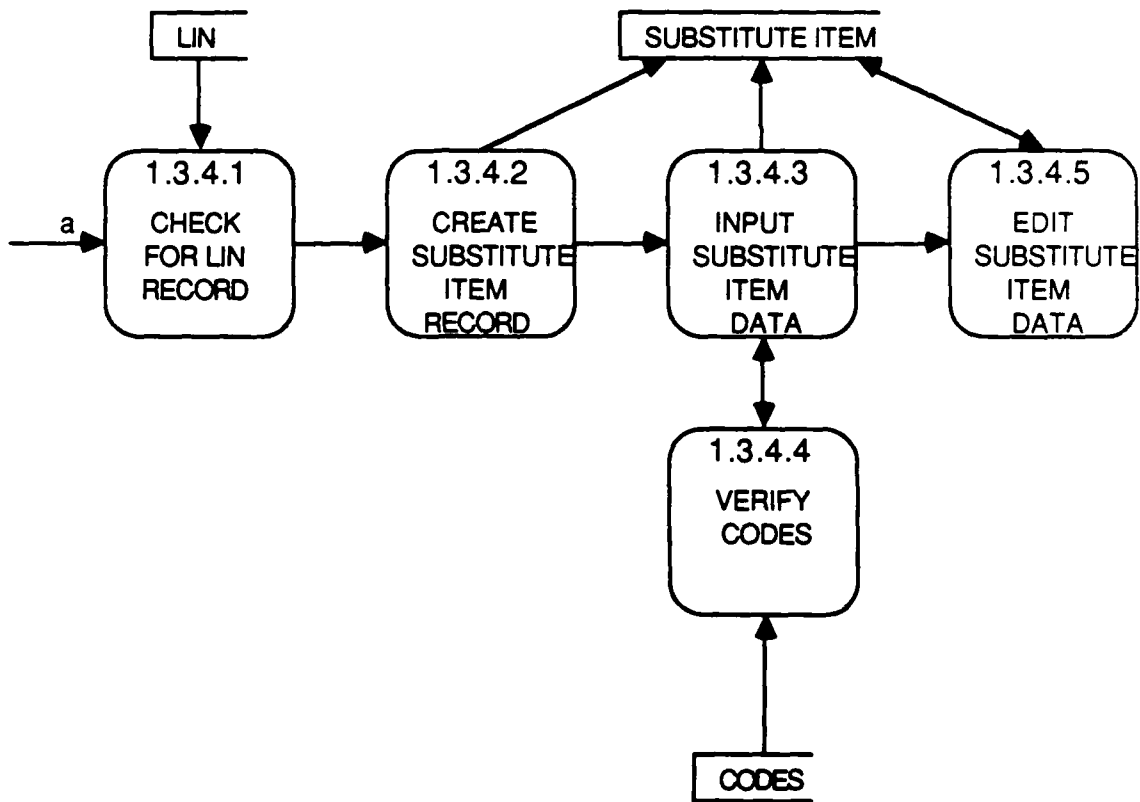 LIN
SUBSTITUTE ITEM
a
1.3.4.1
CHECK
FOR LIN
RECORD
1.3.4.2
CREATE
SUBSTITUTE
ITEM
RECORD
1.3.4.3
INPUT
SUBSTITUTE
ITEM
DATA
1.3.4.5
EDIT
SUBSTITUTE
ITEM
DATA
1.3.4.4
VERIFY
CODES
CODES